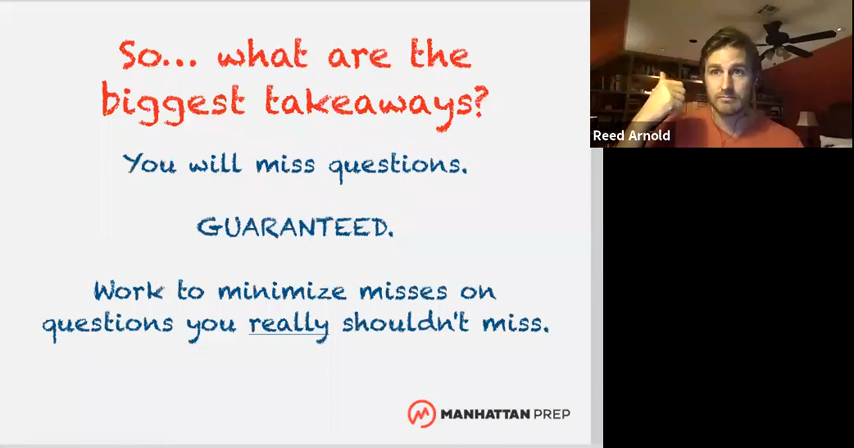 So... what are the
biggest takeaways?
You will miss questions.
GUARANTEED.
Work to minimize misses on
questions you really shouldn't miss.
MANHATTAN PREP
Reed Arnold